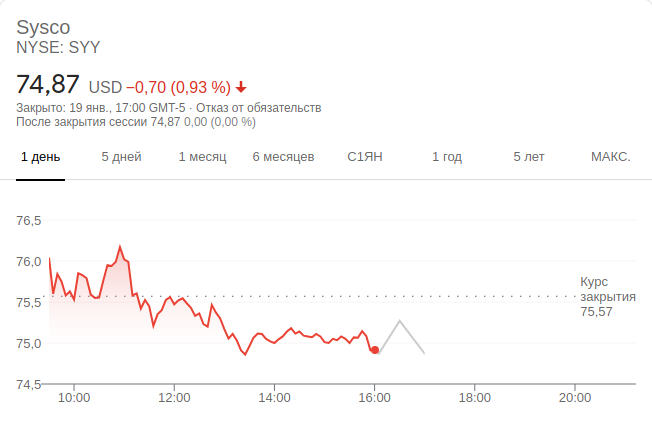 Sysco
NYSE: SYY
74,87 USD −0,70 (0,93 %)
Закрыто: 19 янв., 17:00 GMT-5 · Отказ от обязательств
После закрытия сессии 74,87 0,00 (0,00 %)
1 день 5 дней 1 месяц 6 месяцев С1ЯН 1 год 5 лет МАКС.
76,5
76,0
75,5
75,0
74,5
Курс
закрытия
75,57
10:00 12:00 14:00 16:00 18:00 20:00